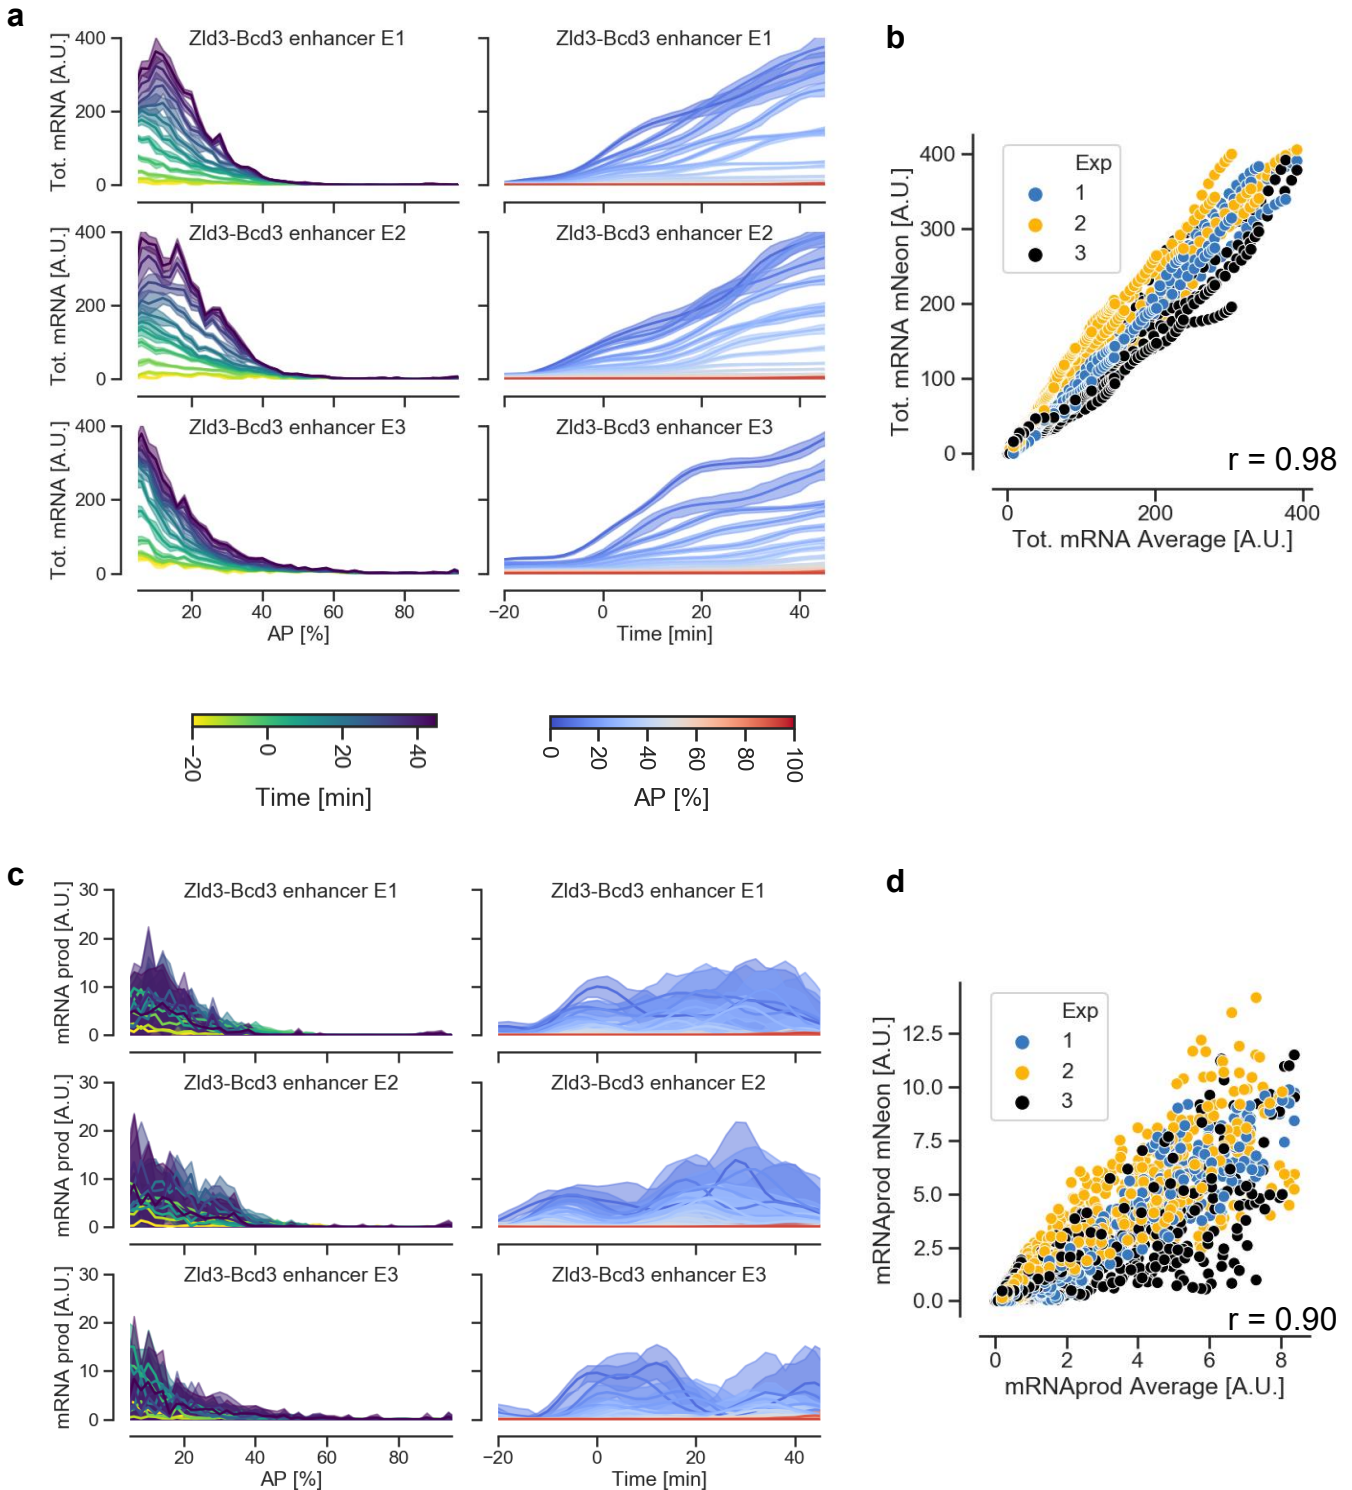 a
Zld3-Bcd3 enhancer E1
Zld3-Bcd3 enhancer E1
Tot. mRNA [A.U.]
400
200
0
Zld3-Bcd3 enhancer E2
Zld3-Bcd3 enhancer E2
Tot. mRNA [A.U.]
400
200
0
Zld3-Bcd3 enhancer E3
Zld3-Bcd3 enhancer E3
Tot. mRNA [A.U.]
400
200
0
20 40 60 80
AP [%]
−20 0 20 40
Time [min]
b
Exp
1
2
3
Tot. mRNA mNeon [A.U.]
400
300
200
100
0
r = 0.98
0 200 400
Tot. mRNA Average [A.U.]
−20 0 20 40
Time [min]
0 20 40 60 80 100
AP [%]
c
Zld3-Bcd3 enhancer E1
Zld3-Bcd3 enhancer E1
mRNA prod [A.U.]
30
20
10
0
Zld3-Bcd3 enhancer E2
Zld3-Bcd3 enhancer E2
mRNA prod [A.U.]
30
20
10
0
Zld3-Bcd3 enhancer E3
Zld3-Bcd3 enhancer E3
mRNA prod [A.U.]
30
20
10
0
20 40 60 80
AP [%]
−20 0 20 40
Time [min]
d
Exp
1
2
3
mRNAprod mNeon [A.U.]
12.5
10.0
7.5
5.0
2.5
0.0
r = 0.90
0 2 4 6 8
mRNAprod Average [A.U.]